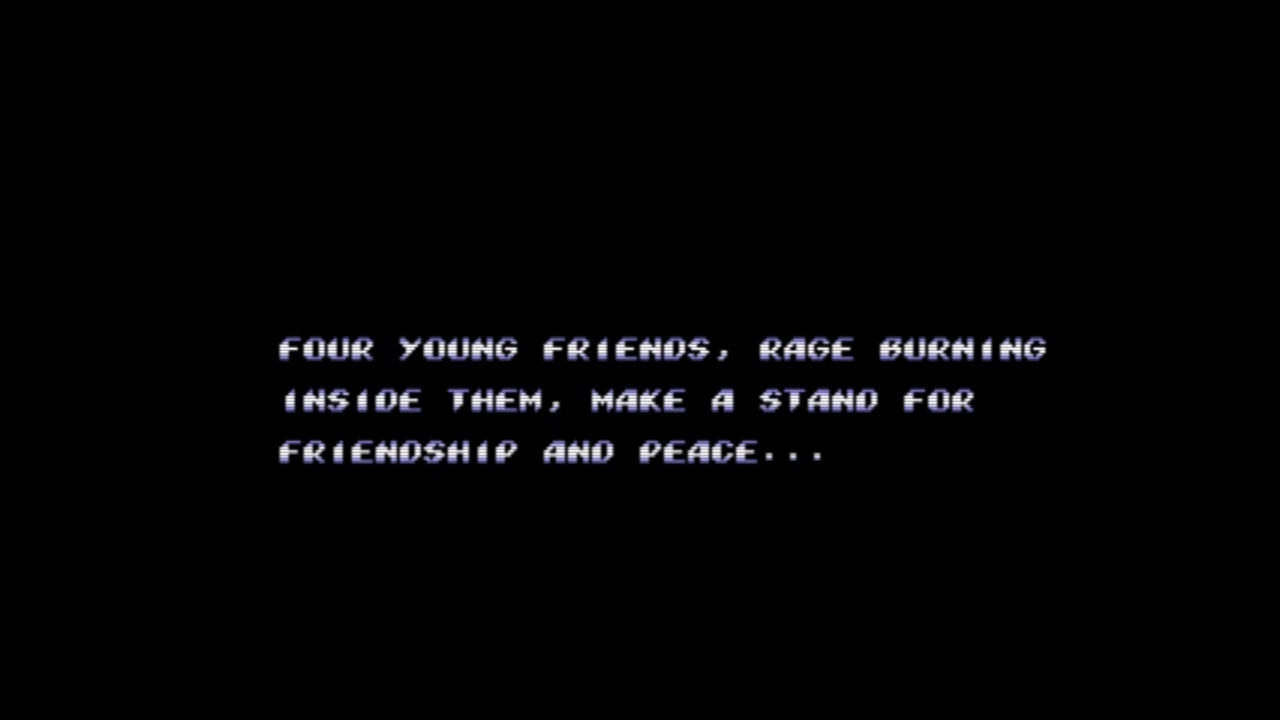 FOUR YOUNG FRIENDS, RAGE BURNING
INSIDE THEM, MAKE A STAND FOR
FRIENDSHIP AND PEACE...